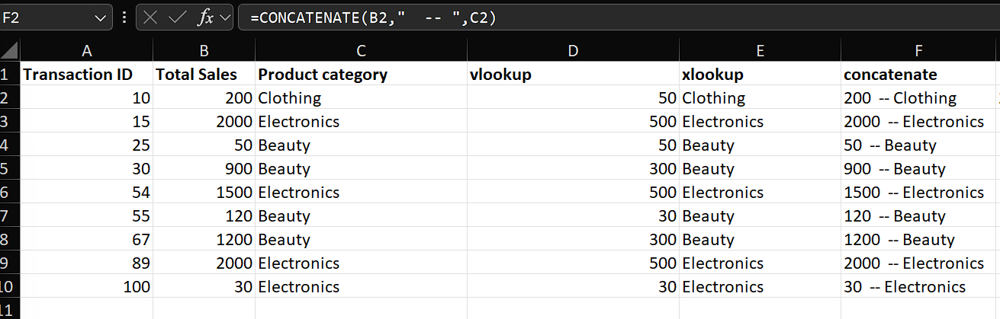 F2 fx =CONCATENATE(B2,"  -- ",C2)
A B C D E F
1 Transaction ID Total Sales Product category vlookup xlookup concatenate
2 10 200 Clothing 50 Clothing 200  -- Clothing
3 15 2000 Electronics 500 Electronics 2000  -- Electronics
4 25 50 Beauty 50 Beauty 50  -- Beauty
5 30 900 Beauty 300 Beauty 900  -- Beauty
6 54 1500 Electronics 500 Electronics 1500  -- Electronics
7 55 120 Beauty 30 Beauty 120  -- Beauty
8 67 1200 Beauty 300 Beauty 1200  -- Beauty
9 89 2000 Electronics 500 Electronics 2000  -- Electronics
10 100 30 Electronics 30 Electronics 30  -- Electronics
11